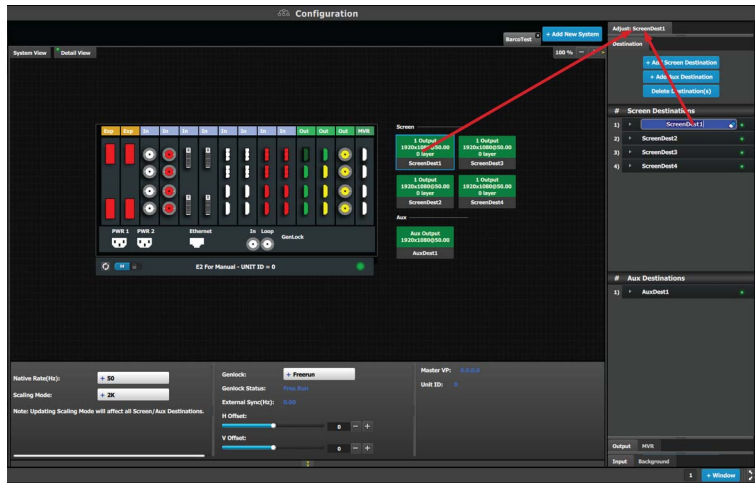 Configuration
Adjust: ScreenDest1
BarcoTest
+ Add New System
System View
Detail View
100 %
Destination
+ Add Screen Destination
+ Add Aux Destination
Delete Destination(s)
# Screen Destinations
1) ScreenDest1
2) ScreenDest2
3) ScreenDest3
4) ScreenDest4
Exp Exp In In In In In In Out Out Out MVR
Screen
1 Output
1920x1080@50.00
0 layer
ScreenDest1
1 Output
1920x1080@50.00
0 layer
ScreenDest3
1 Output
1920x1080@50.00
0 layer
ScreenDest2
1 Output
1920x1080@50.00
0 layer
ScreenDest4
Aux
Aux Output
1920x1080@50.00
AuxDest1
PWR 1 PWR 2 Ethernet In Loop
GenLock
M
E2 For Manual - UNIT ID = 0
# Aux Destinations
1) AuxDest1
Native Rate(Hz): + 50
Scaling Mode: + 2K
Note: Updating Scaling Mode will affect all Screen/Aux Destinations.
Genlock: + Freerun
Genlock Status: Free Run
External Sync(Hz): 0.00
H Offset:
0 - +
V Offset:
0 - +
Master VP: 0.0.0.0
Unit ID: 0
Output MVR
Input Background
1 + Window